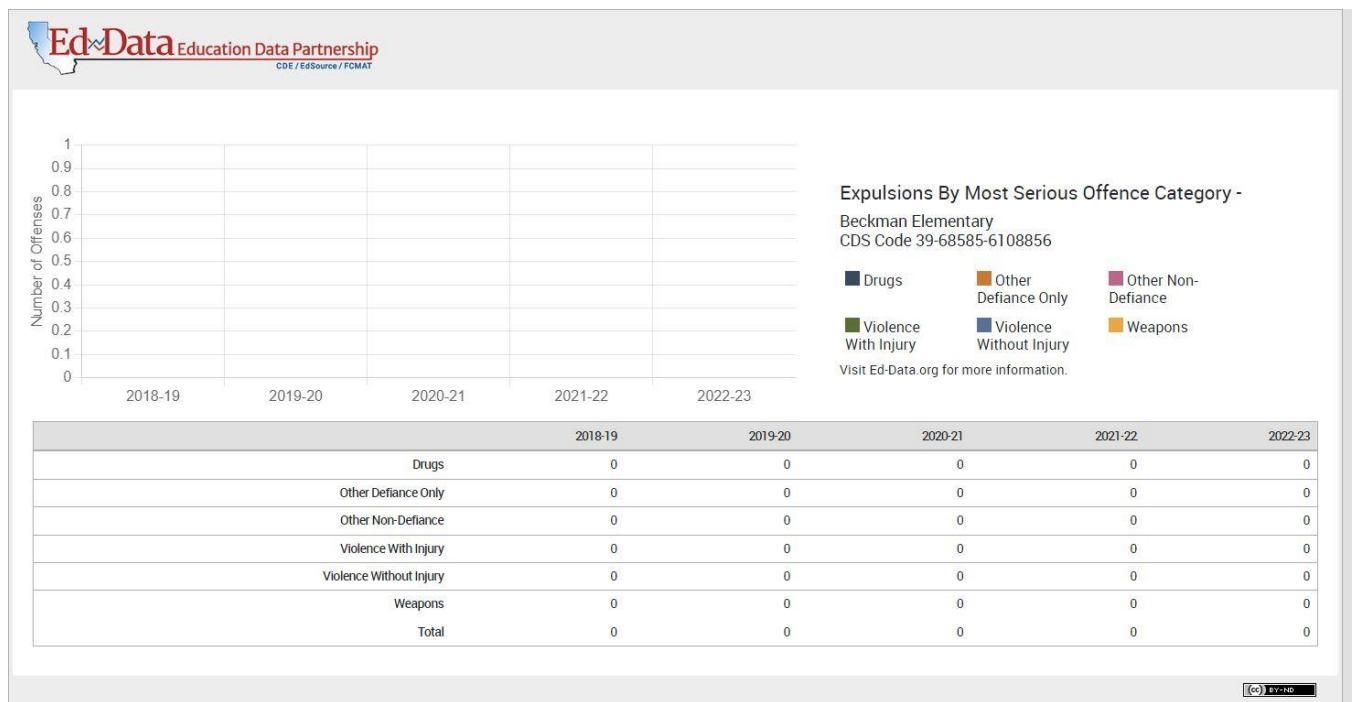 Ed Data Education Data Partnership
CDE / EdSource / FCMAT
1
0.9
0.8
0.7
0.6
0.5
0.4
0.3
0.2
0.1
0
Number of Offenses
2018-19 2019-20 2020-21 2021-22 2022-23
Expulsions By Most Serious Offence Category -
Beckman Elementary
CDS Code 39-68585-6108856
Drugs
Other
Defiance Only
Other Non-
Defiance
Violence
With Injury
Violence
Without Injury
Weapons
Visit Ed-Data.org for more information.
2018-19 2019-20 2020-21 2021-22 2022-23
Drugs 0 0 0 0 0
Other Defiance Only 0 0 0 0 0
Other Non-Defiance 0 0 0 0 0
Violence With Injury 0 0 0 0 0
Violence Without Injury 0 0 0 0 0
Weapons 0 0 0 0 0
Total 0 0 0 0 0
(cc) BY-ND